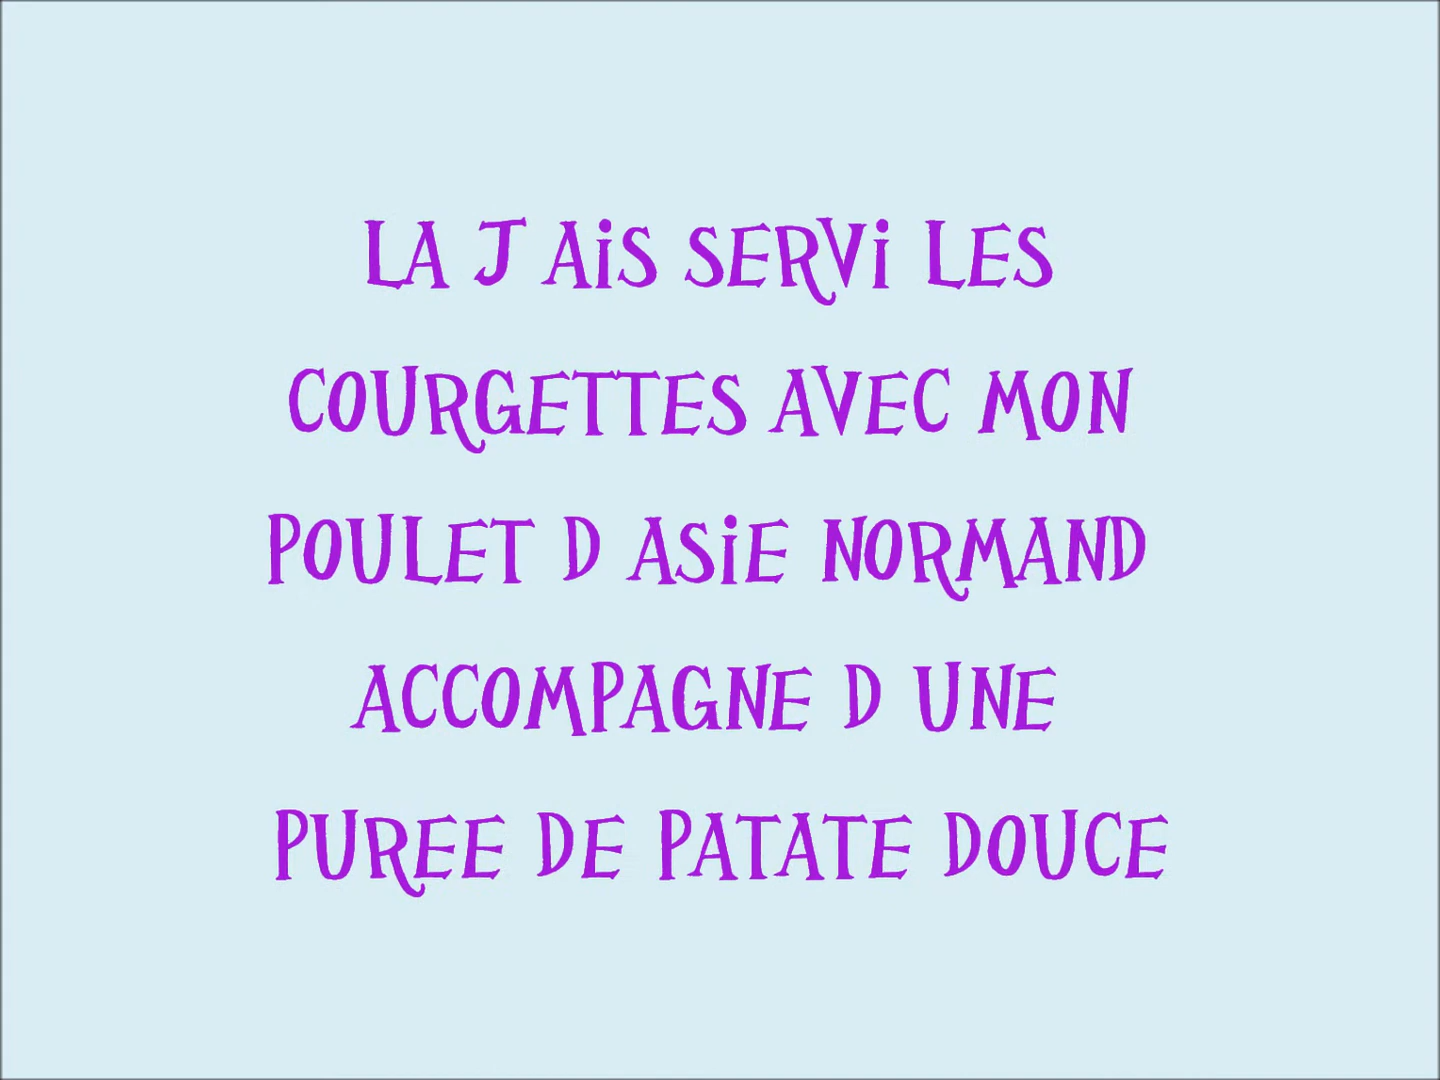 LA J AiS SERVi LES
COURGETTES AVEC MON
POULET D ASiE NORMAND
ACCOMPAGNE D UNE
PUREE DE PATATE DOUCE